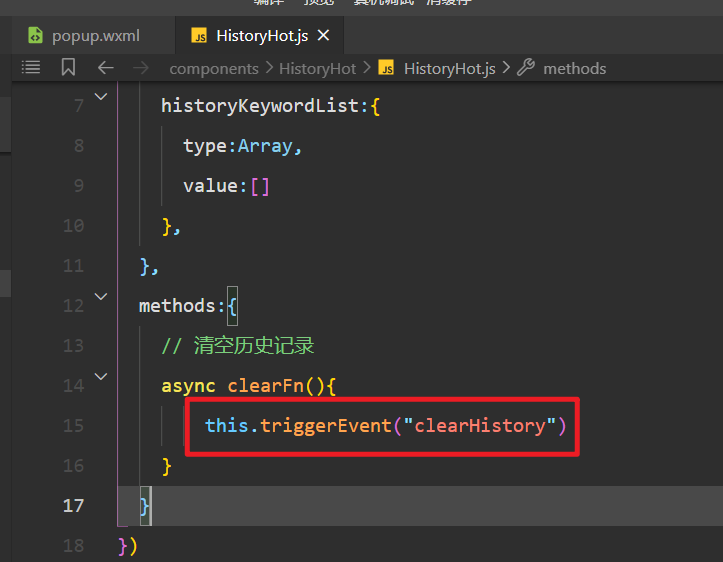 编译 预览 真机调试 清缓存
popup.wxml JS HistoryHot.js
components > HistoryHot > JS HistoryHot.js > methods
7 historyKeywordList:{
8 type:Array,
9 value:[]
10 },
11 },
12 methods:{
13 // 清空历史记录
14 async clearFn(){
15 this.triggerEvent("clearHistory")
16 }
17 }
18 })